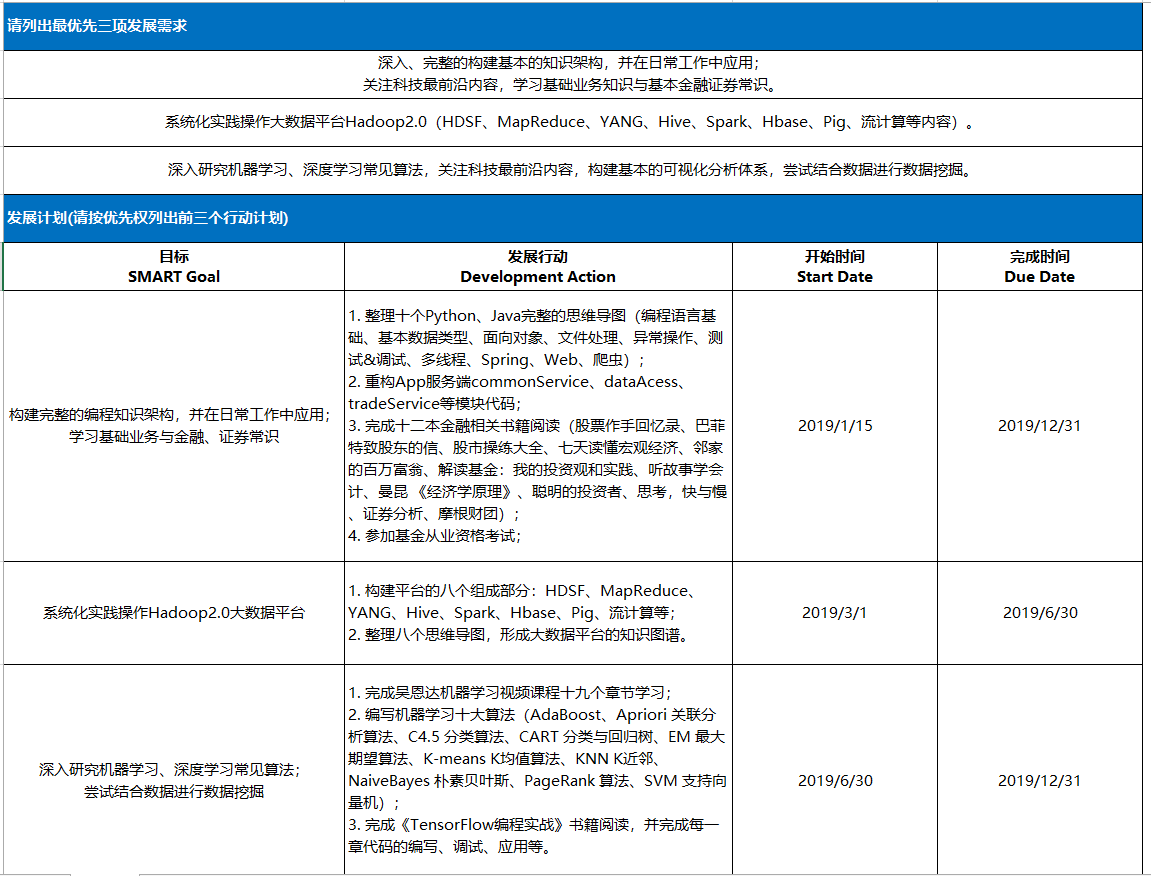 请列出最优先三项发展需求
深入、完整的构建基本的知识架构，并在日常工作中应用；
关注科技最前沿内容，学习基础业务知识与基本金融证券常识。
系统化实践操作大数据平台Hadoop2.0（HDSF、MapReduce、YANG、Hive、Spark、Hbase、Pig、流计算等内容）。
深入研究机器学习、深度学习常见算法，关注科技最前沿内容，构建基本的可视化分析体系，尝试结合数据进行数据挖掘。
发展计划(请按优先权列出前三个行动计划)
目标
SMART Goal
发展行动
Development Action
开始时间
Start Date
完成时间
Due Date
构建完整的编程知识架构，并在日常工作中应用；
学习基础业务与金融、证券常识
1. 整理十个Python、Java完整的思维导图（编程语言基
础、基本数据类型、面向对象、文件处理、异常操作、测
试&调试、多线程、Spring、Web、爬虫）;
2. 重构App服务端commonService、dataAcess、
tradeService等模块代码；
3. 完成十二本金融相关书籍阅读（股票作手回忆录、巴菲
特致股东的信、股市操练大全、七天读懂宏观经济、邻家
的百万富翁、解读基金：我的投资观和实践、听故事学会
计、曼昆 《经济学原理》、聪明的投资者、思考，快与慢
、证券分析、摩根财团）;
4. 参加基金从业资格考试；
2019/1/15
2019/12/31
系统化实践操作Hadoop2.0大数据平台
1. 构建平台的八个组成部分：HDSF、MapReduce、
YANG、Hive、Spark、Hbase、Pig、流计算等；
2. 整理八个思维导图，形成大数据平台的知识图谱。
2019/3/1
2019/6/30
深入研究机器学习、深度学习常见算法；
尝试结合数据进行数据挖掘
1. 完成吴恩达机器学习视频课程十九个章节学习；
2. 编写机器学习十大算法（AdaBoost、Apriori 关联分
析算法、C4.5 分类算法、CART 分类与回归树、EM 最大
期望算法、K-means K均值算法、KNN K近邻、
NaiveBayes 朴素贝叶斯、PageRank 算法、SVM 支持向
量机）;
3. 完成《TensorFlow编程实战》书籍阅读，并完成每一
章代码的编写、调试、应用等。
2019/6/30
2019/12/31